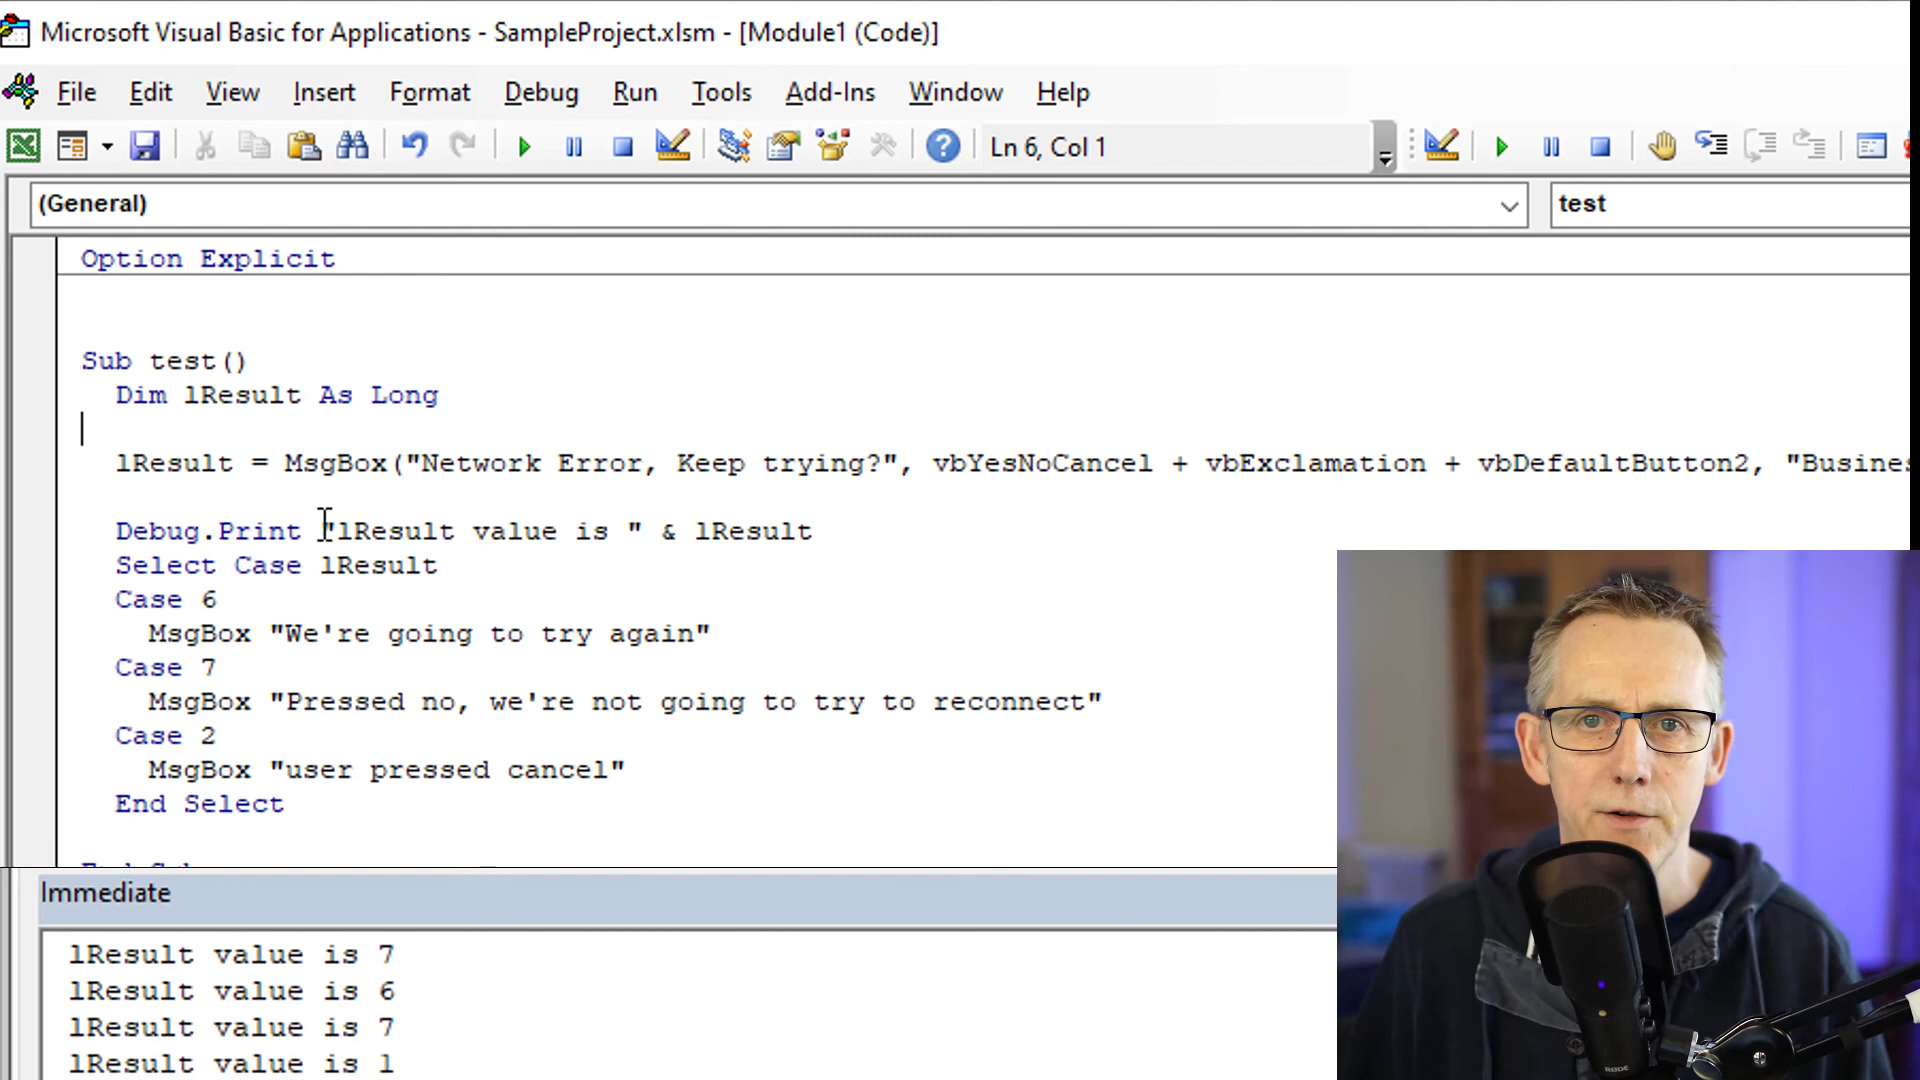 Microsoft Visual Basic for Applications - SampleProject.xlsm - [Module1 (Code)]
File Edit View Insert Format Debug Run Tools Add-Ins Window Help
Ln 6, Col 1
(General)
test
Option Explicit
Sub test()
Dim lResult As Long
lResult = MsgBox("Network Error, Keep trying?", vbYesNoCancel + vbExclamation + vbDefaultButton2, "Busines
Debug.Print "lResult value is " & lResult
Select Case lResult
Case 6
MsgBox "We're going to try again"
Case 7
MsgBox "Pressed no, we're not going to try to reconnect"
Case 2
MsgBox "user pressed cancel"
End Select
Immediate
lResult value is 7
lResult value is 6
lResult value is 7
lResult value is 1
RØDE